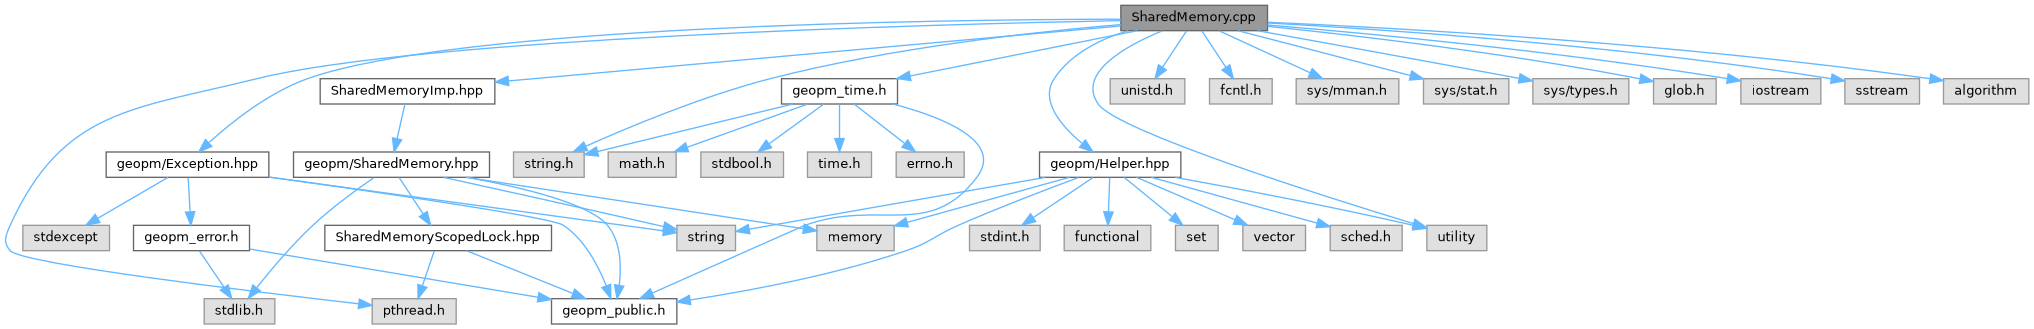 SharedMemory.cpp
SharedMemoryImp.hpp
geopm_time.h
unistd.h
fcntl.h
sys/mman.h
sys/stat.h
sys/types.h
glob.h
iostream
sstream
algorithm
geopm/Exception.hpp
geopm/SharedMemory.hpp
string.h
math.h
stdbool.h
time.h
errno.h
geopm/Helper.hpp
stdexcept
geopm_error.h
SharedMemoryScopedLock.hpp
string
memory
stdint.h
functional
set
vector
sched.h
utility
stdlib.h
pthread.h
geopm_public.h